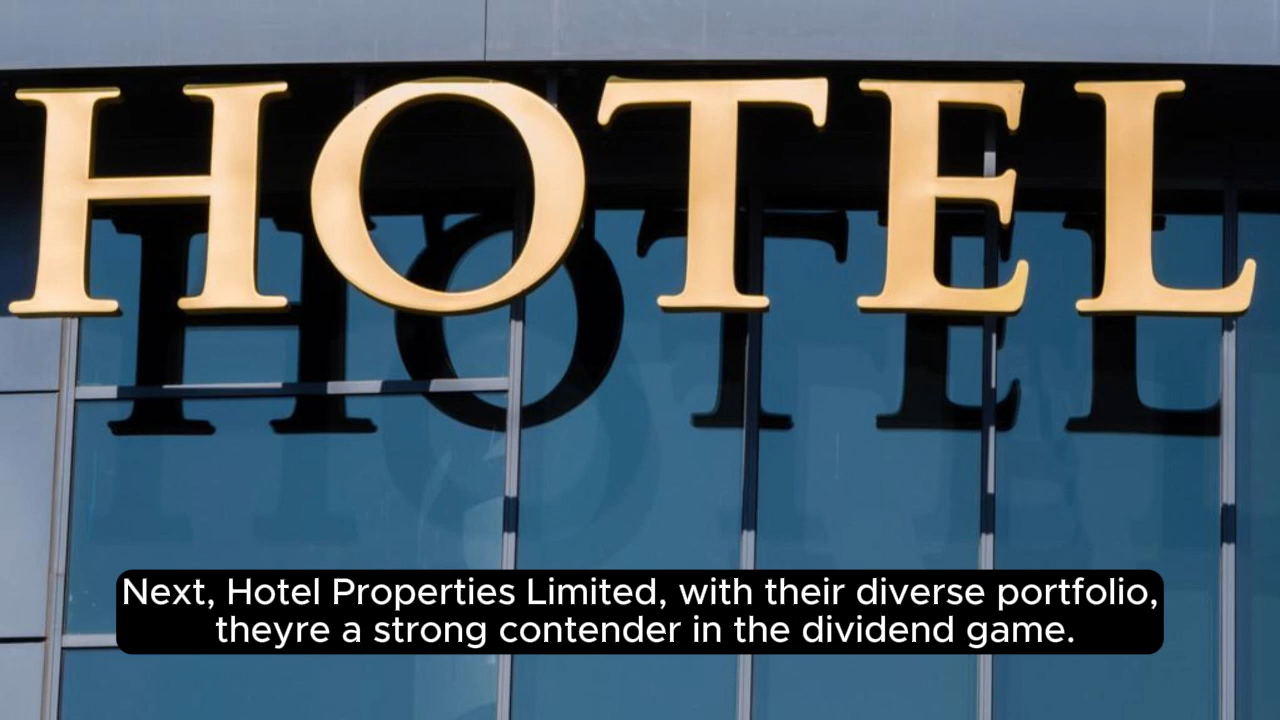 HOTEL
Next, Hotel Properties Limited, with their diverse portfolio,
theyre a strong contender in the dividend game.